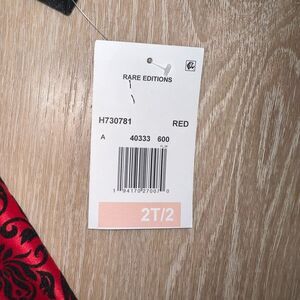 RARE EDITIONS
H730781 RED
A 40333 600
2T/2